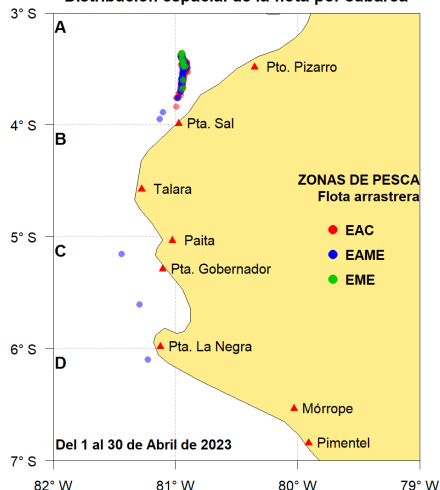 Distribución espacial de la flota por subárea
3° S
A
Pto. Pizarro
4° S
Pta. Sal
B
ZONAS DE PESCA
Talara
Flota arrastrera
EAC
5° S
Paita
C
EAME
Pta. Gobernador
EME
6° S
Pta. La Negra
D
Mórrope
Del 1 al 30 de Abril de 2023
Pimentel
7° S
82° W
81° W
80° W
79° W